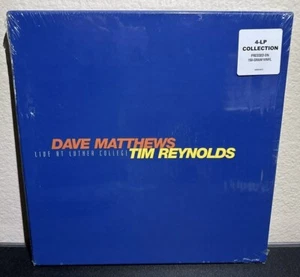 4-LP
COLLECTION
PRESSED ON
180 GRAM VINYL
DAVE MATTHEWS
LIVE AT LUTHER COLLEGE
TIM REYNOLDS